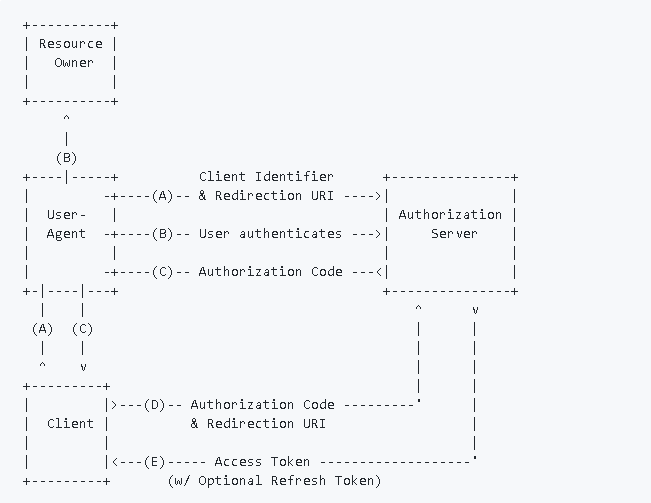 +----------+
| Resource |
|   Owner  |
|          |
+----------+
     ^
     |
    (B)
+----|-----+          Client Identifier      +---------------+
|         -+----(A)-- & Redirection URI ---->|               |
|  User-   |                                 | Authorization |
|  Agent  -+----(B)-- User authenticates --->|     Server    |
|          |                                 |               |
|         -+----(C)-- Authorization Code ---<|               |
+-|----|---+                                 +---------------+
  |    |                                         ^      v
 (A)  (C)                                        |      |
  |    |                                         |      |
  ^    v                                         |      |
+---------+                                      |      |
|         |>---(D)-- Authorization Code ---------'      |
|  Client |          & Redirection URI                  |
|         |                                             |
|         |<---(E)----- Access Token -------------------'
+---------+       (w/ Optional Refresh Token)